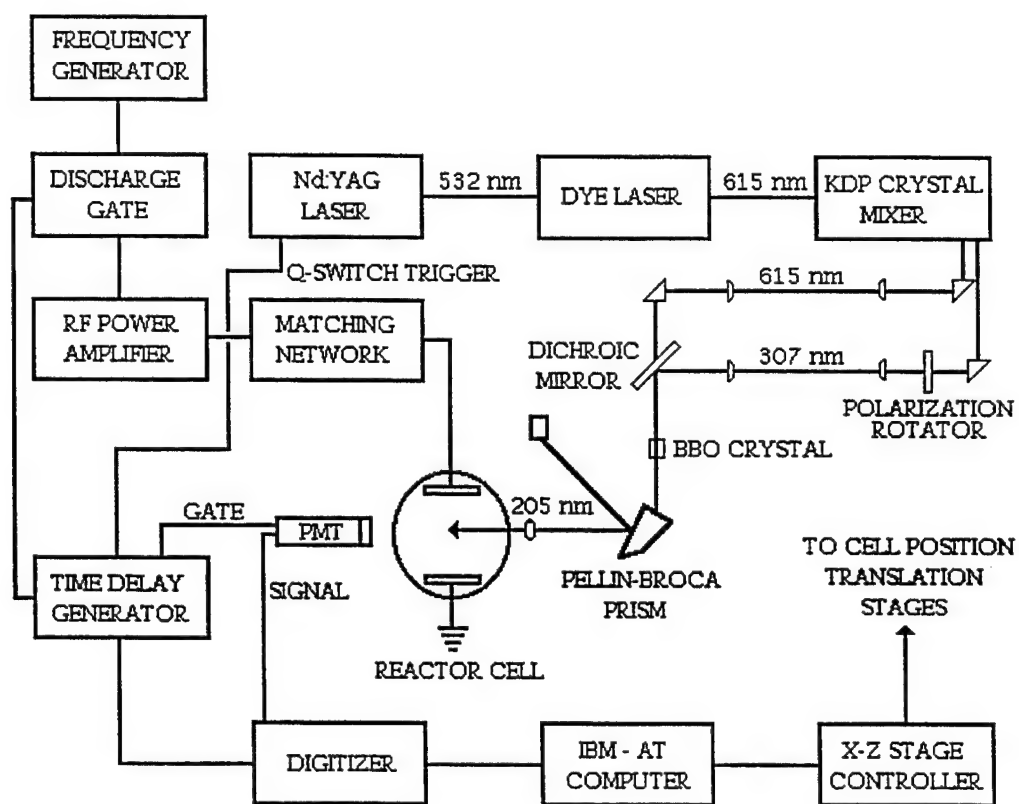 FREQUENCY
GENERATOR
DISCHARGE
GATE
Nd:YAG
LASER
532 nm
DYE LASER
615 nm
KDP CRYSTAL
MIXER
Q-SWITCH TRIGGER
615 nm
RF POWER
AMPLIFIER
MATCHING
NETWORK
DICHROIC
MIRROR
307 nm
POLARIZATION
ROTATOR
BBO CRYSTAL
205 nm
GATE
PMT
TIME DELAY
GENERATOR
SIGNAL
PELLIN-BROCA
PRISM
TO CELL POSITION
TRANSLATION
STAGES
REACTOR CELL
DIGITIZER
IBM - AT
COMPUTER
X-Z STAGE
CONTROLLER